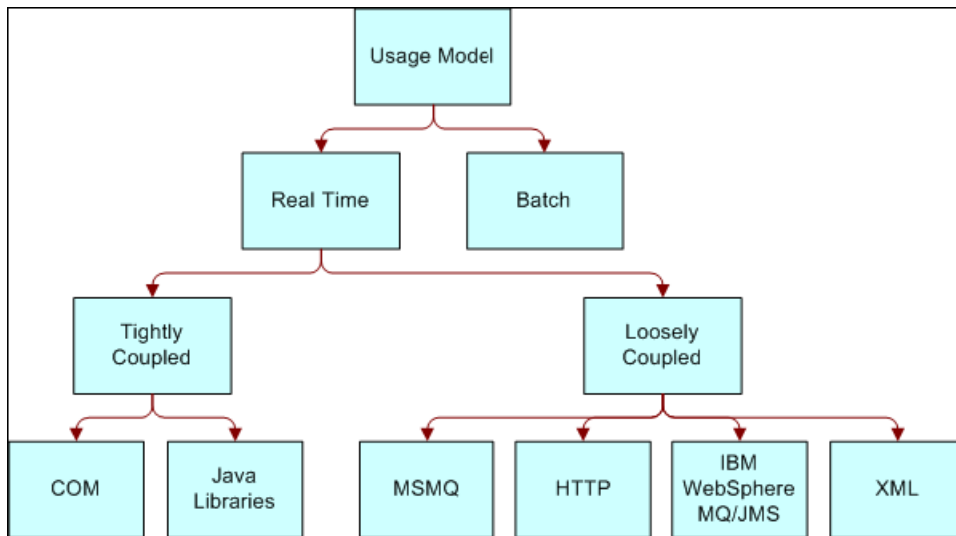 Usage Model
Real Time
Batch
Tightly
Coupled
Loosely
Coupled
COM
Java
Libraries
MSMQ
HTTP
IBM
WebSphere
MQ/JMS
XML